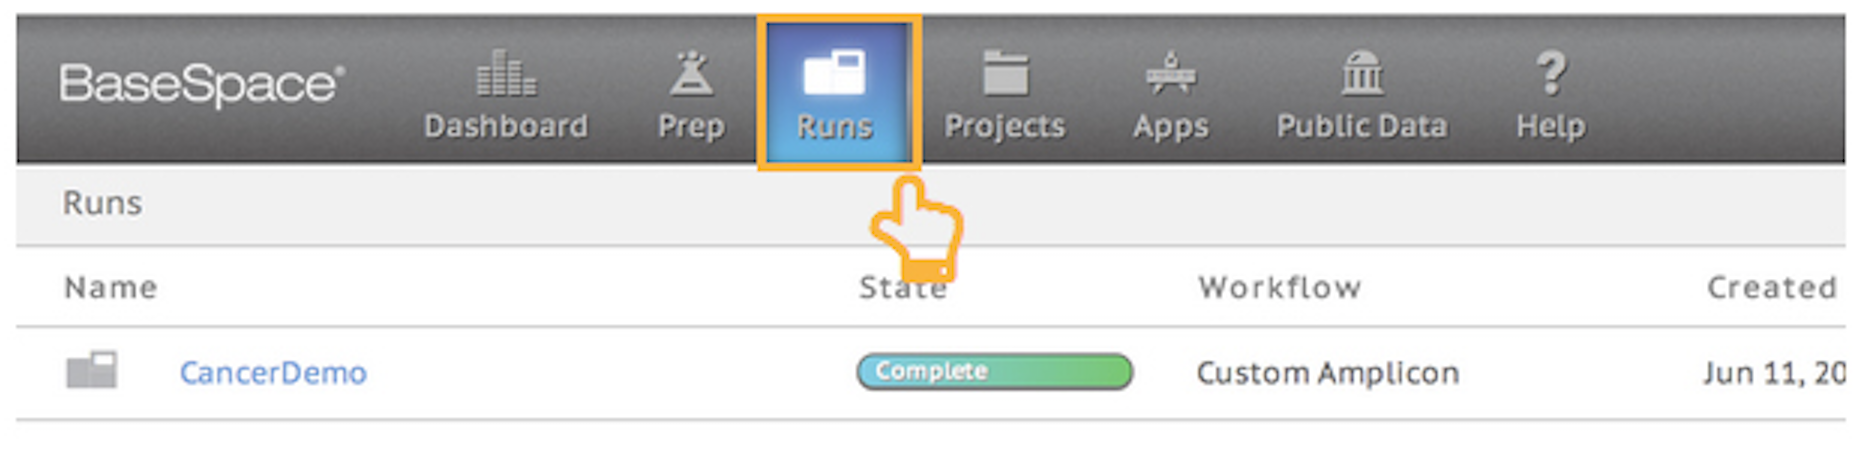 BaseSpace®
Dashboard Prep Runs Projects Apps Public Data Help
Runs
Name State Workflow Created
CancerDemo Complete Custom Amplicon Jun 11, 20